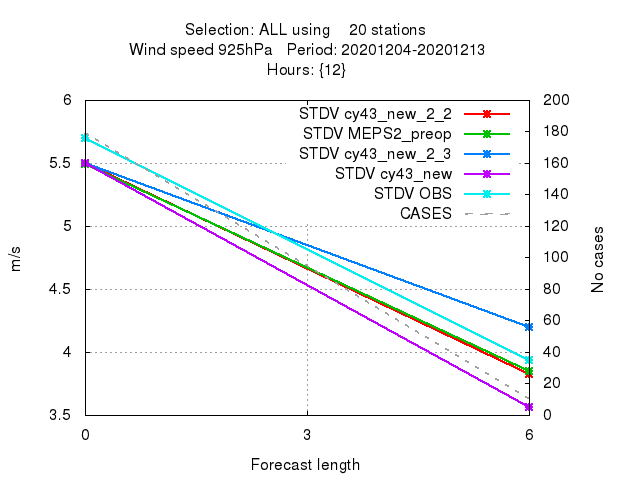 Selection: ALL using 20 stations
Wind speed 925hPa Period: 20201204-20201213
Hours: {12}
6 200
STDV cy43_new_2_2
180
STDV MEPS2_preop
5.5 160
STDV cy43_new_2_3
STDV cy43_new
140
STDV OBS
CASES
5 120
100
4.5 80
60
4 40
20
3.5 0
m/s
No cases
0 3 6
Forecast length